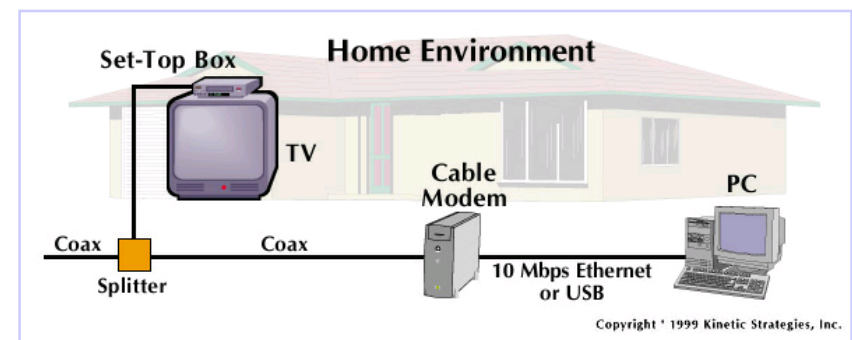 Home Environment
Set-Top Box
TV
Cable
Modem
PC
Coax
Coax
Splitter
10 Mbps Ethernet
or USB
Copyright * 1999 Kinetic Strategies, Inc.